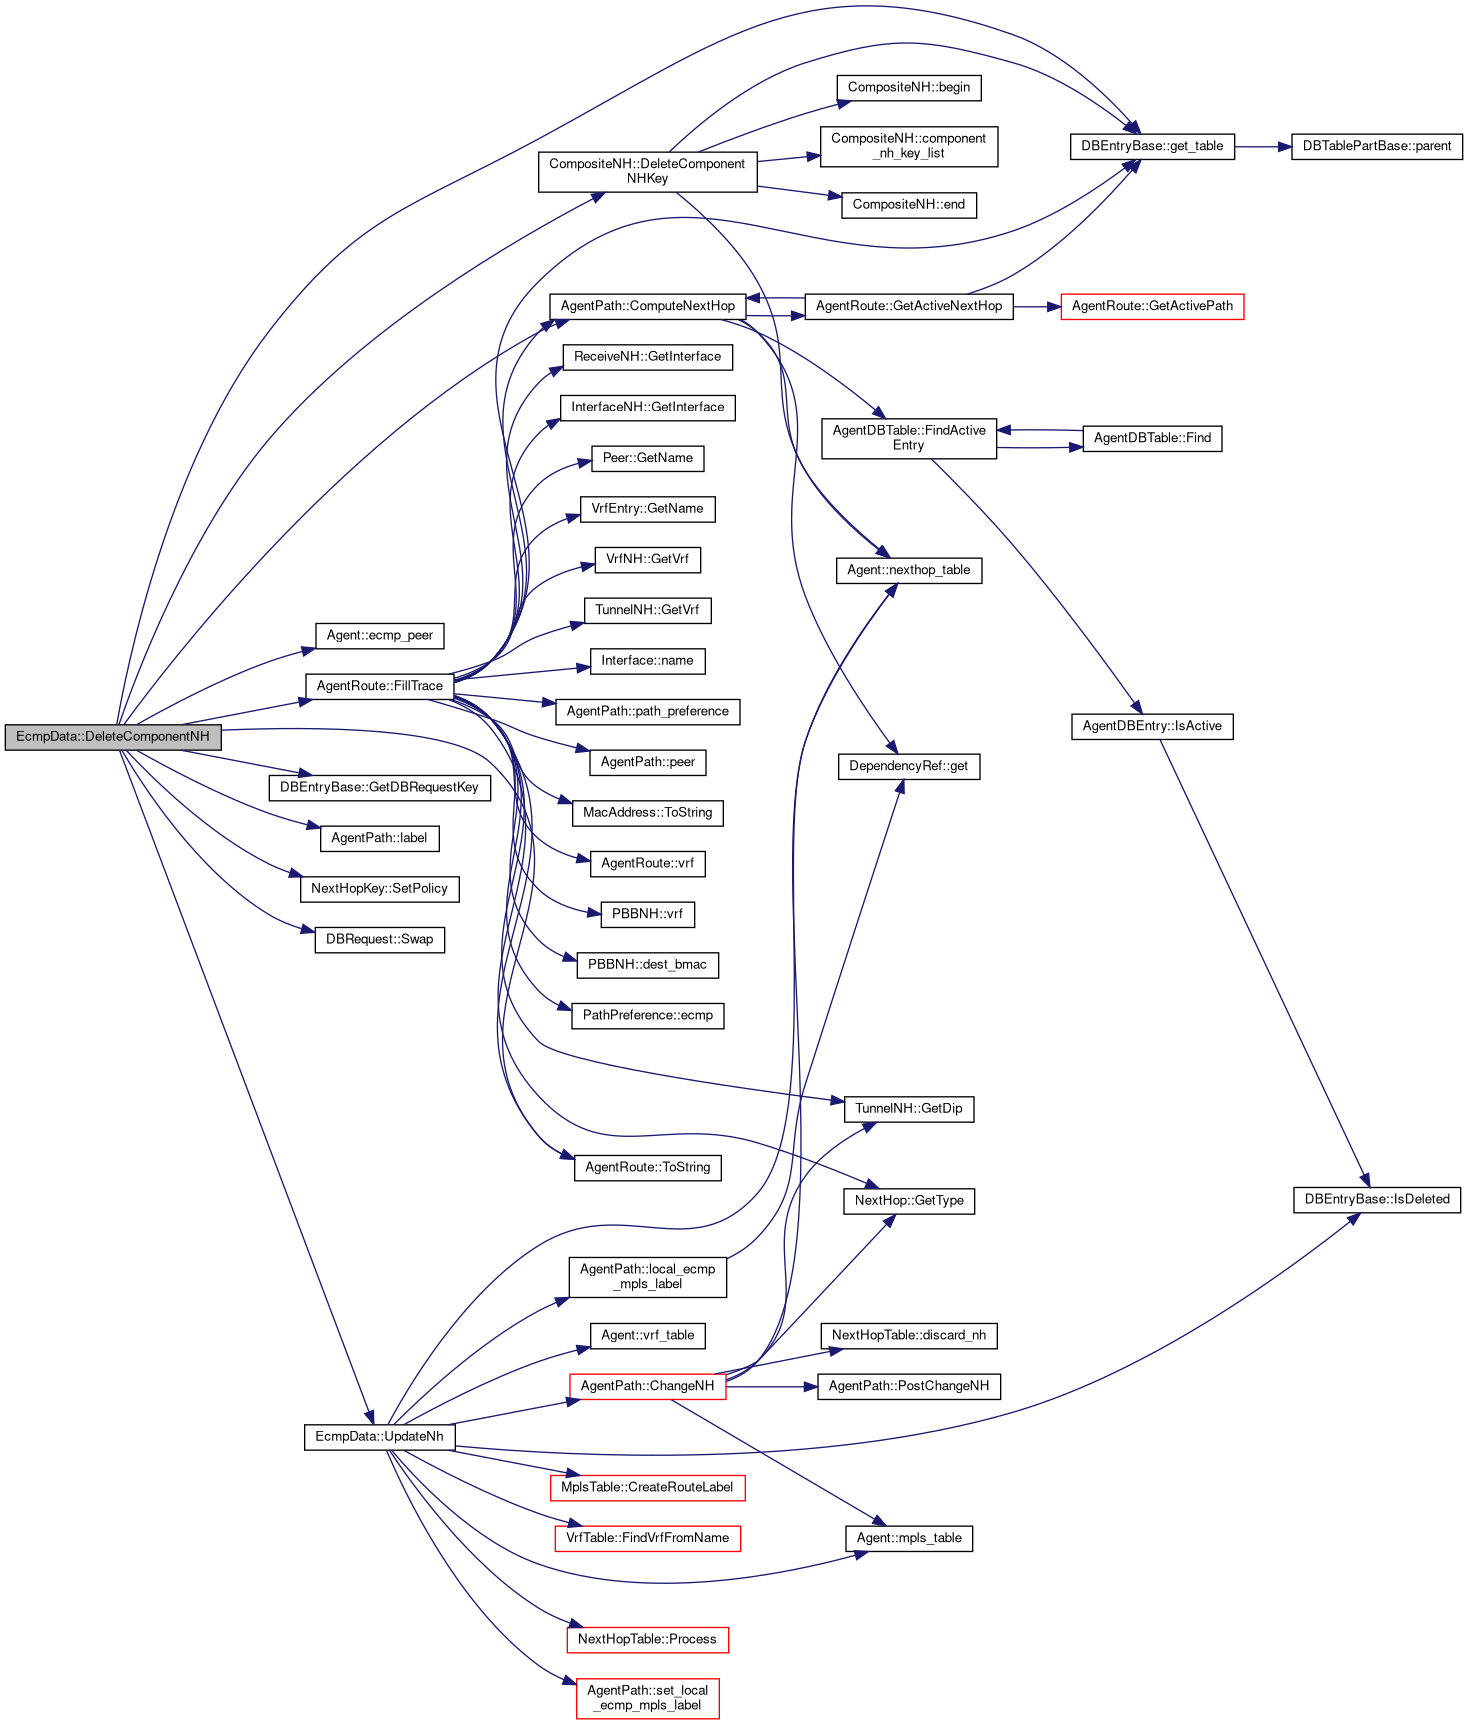 EcmpData::DeleteComponentNH
CompositeNH::DeleteComponent
NHKey
CompositeNH::begin
CompositeNH::component
_nh_key_list
CompositeNH::end
DBEntryBase::get_table
DBTablePartBase::parent
AgentPath::ComputeNextHop
AgentRoute::GetActiveNextHop
AgentRoute::GetActivePath
ReceiveNH::GetInterface
InterfaceNH::GetInterface
AgentDBTable::FindActive
Entry
AgentDBTable::Find
Peer::GetName
VrfEntry::GetName
VrfNH::GetVrf
Agent::nexthop_table
TunnelNH::GetVrf
Agent::ecmp_peer
Interface::name
AgentRoute::FillTrace
AgentPath::path_preference
AgentDBEntry::IsActive
AgentPath::peer
DependencyRef::get
DBEntryBase::GetDBRequestKey
MacAddress::ToString
AgentPath::label
AgentRoute::vrf
NextHopKey::SetPolicy
PBBNH::vrf
DBRequest::Swap
PBBNH::dest_bmac
PathPreference::ecmp
TunnelNH::GetDip
AgentRoute::ToString
NextHop::GetType
DBEntryBase::IsDeleted
AgentPath::local_ecmp
_mpls_label
Agent::vrf_table
NextHopTable::discard_nh
AgentPath::ChangeNH
AgentPath::PostChangeNH
EcmpData::UpdateNh
MplsTable::CreateRouteLabel
VrfTable::FindVrfFromName
Agent::mpls_table
NextHopTable::Process
AgentPath::set_local
_ecmp_mpls_label